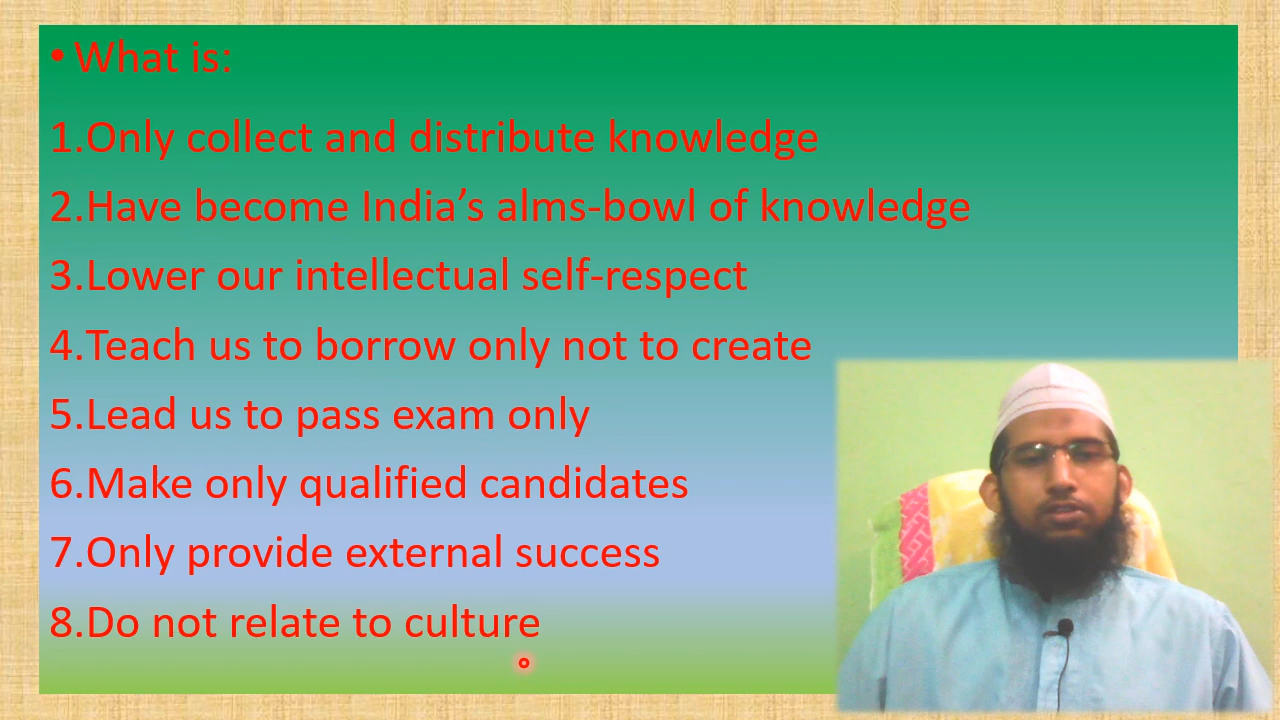 • What is:
1.Only collect and distribute knowledge
2.Have become India’s alms-bowl of knowledge
3.Lower our intellectual self-respect
4.Teach us to borrow only not to create
5.Lead us to pass exam only
6.Make only qualified candidates
7.Only provide external success
8.Do not relate to culture